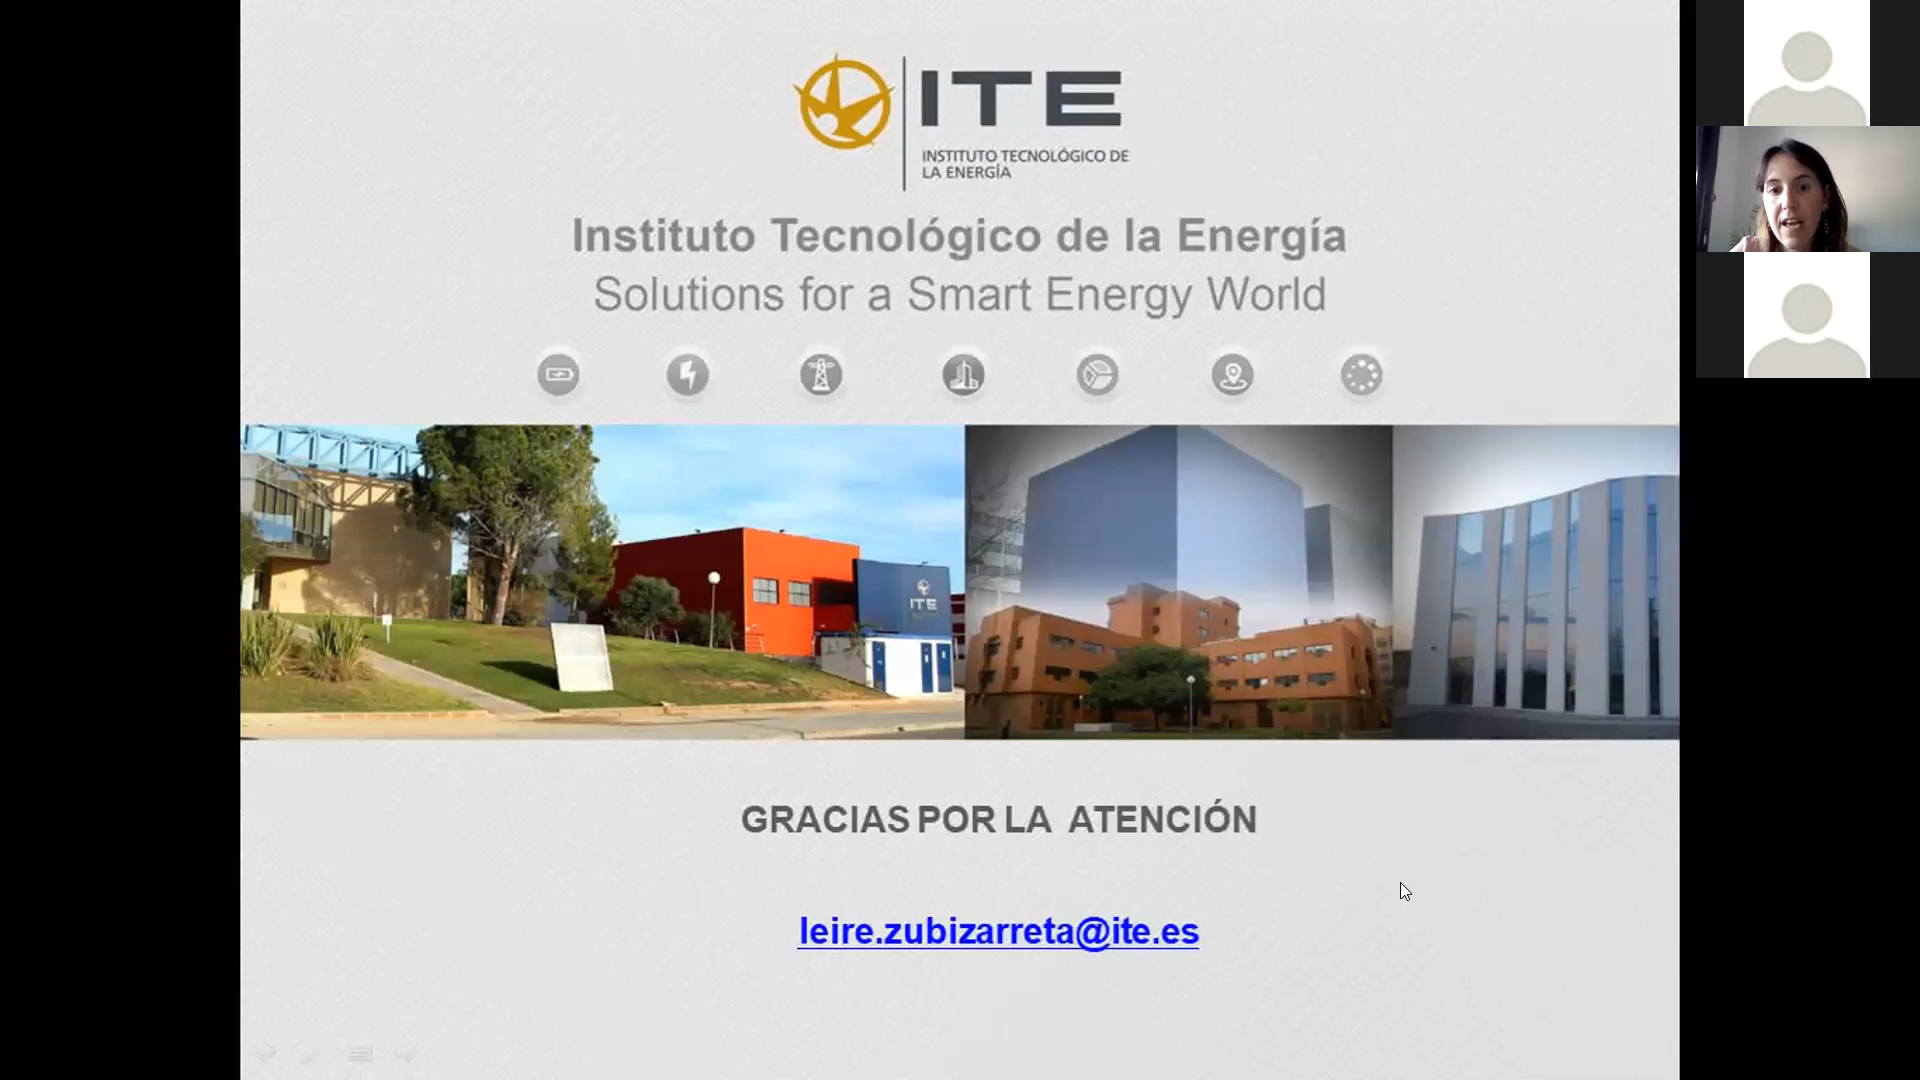 ITE
INSTITUTO TECNOLÓGICO DE
LA ENERGÍA
Instituto Tecnológico de la Energía
Solutions for a Smart Energy World
ITE
GRACIAS POR LA ATENCIÓN
leire.zubizarreta@ite.es